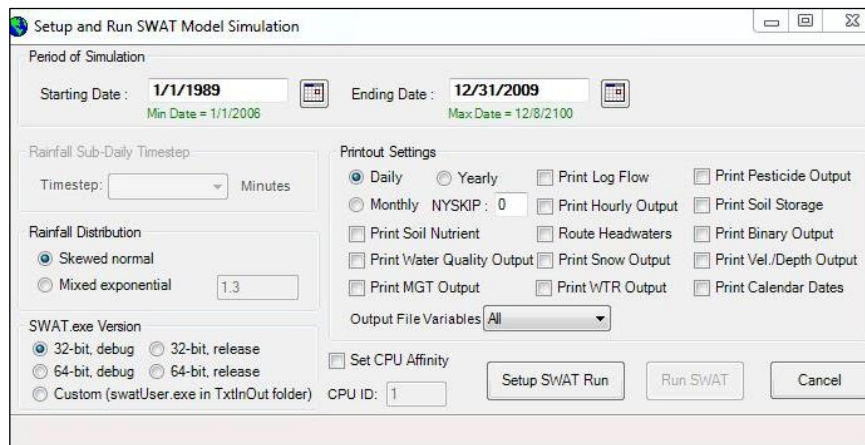 Setup and Run SWAT Model Simulation
Period of Simulation
Starting Date : 1/1/1989 Ending Date : 12/31/2009
Min Date = 1/1/2006 Max Date = 12/8/2100
Rainfall Sub-Daily Timestep
Timestep: Minutes
Rainfall Distribution
Skewed normal
Mixed exponential 1.3
SWAT.exe Version
32-bit, debug 32-bit, release
64-bit, debug 64-bit, release
Custom (swatUser.exe in TxtInOut folder)
Printout Settings
Daily Yearly Print Log Flow Print Pesticide Output
Monthly NYSKIP : 0 Print Hourly Output Print Soil Storage
Print Soil Nutrient Route Headwaters Print Binary Output
Print Water Quality Output Print Snow Output Print Vel./Depth Output
Print MGT Output Print WTR Output Print Calendar Dates
Output File Variables All
Set CPU Affinity
CPU ID: 1
Setup SWAT Run Run SWAT Cancel